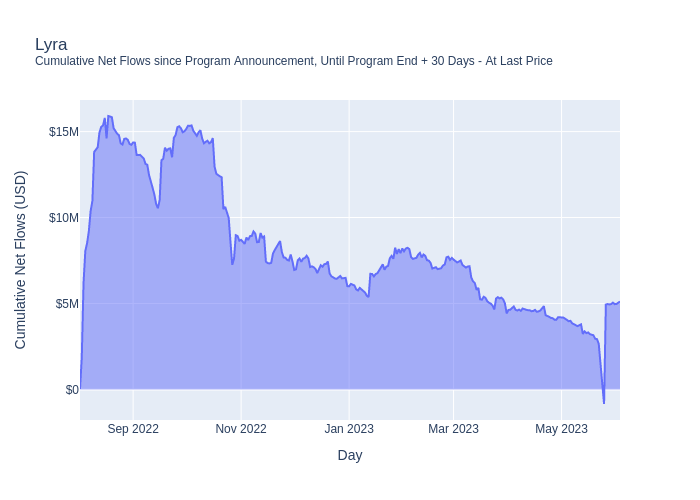 Lyra
Cumulative Net Flows since Program Announcement, Until Program End + 30 Days - At Last Price
$15M
$10M
$5M
$0
Cumulative Net Flows (USD)
Sep 2022
Nov 2022
Jan 2023
Mar 2023
May 2023
Day